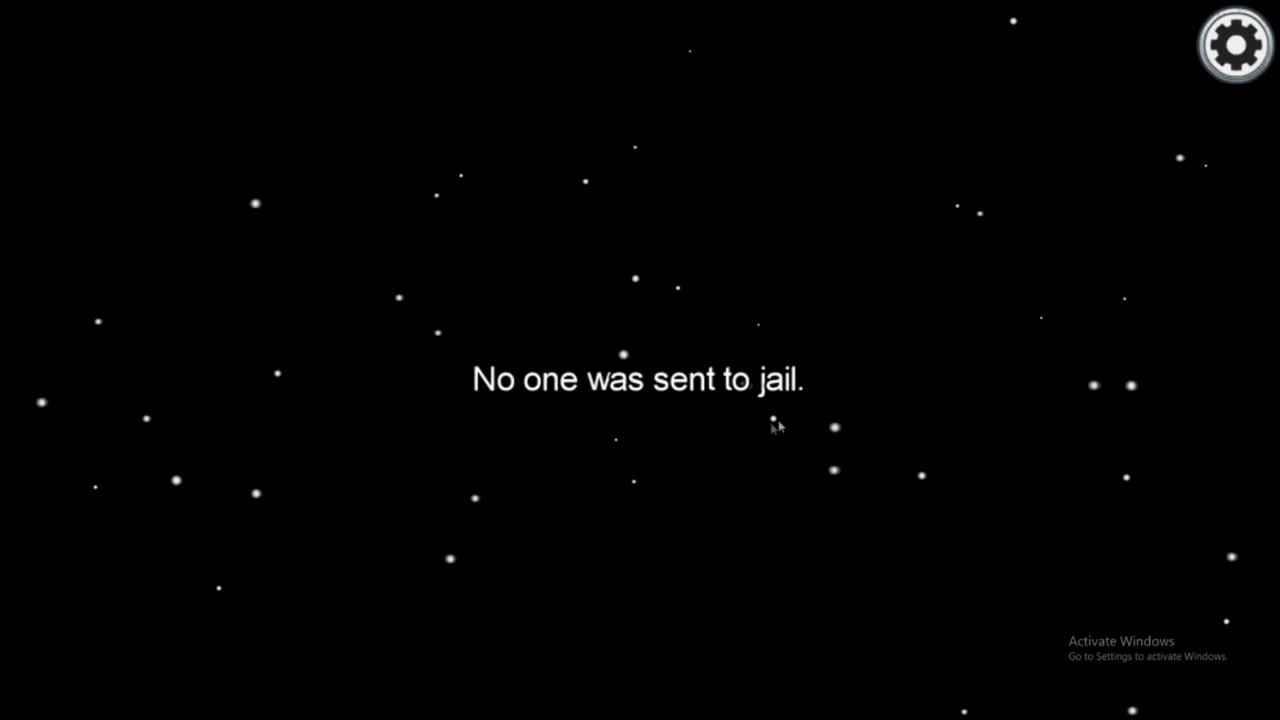 No one was sent to jail.
Activate Windows
Go to Settings to activate Windows.